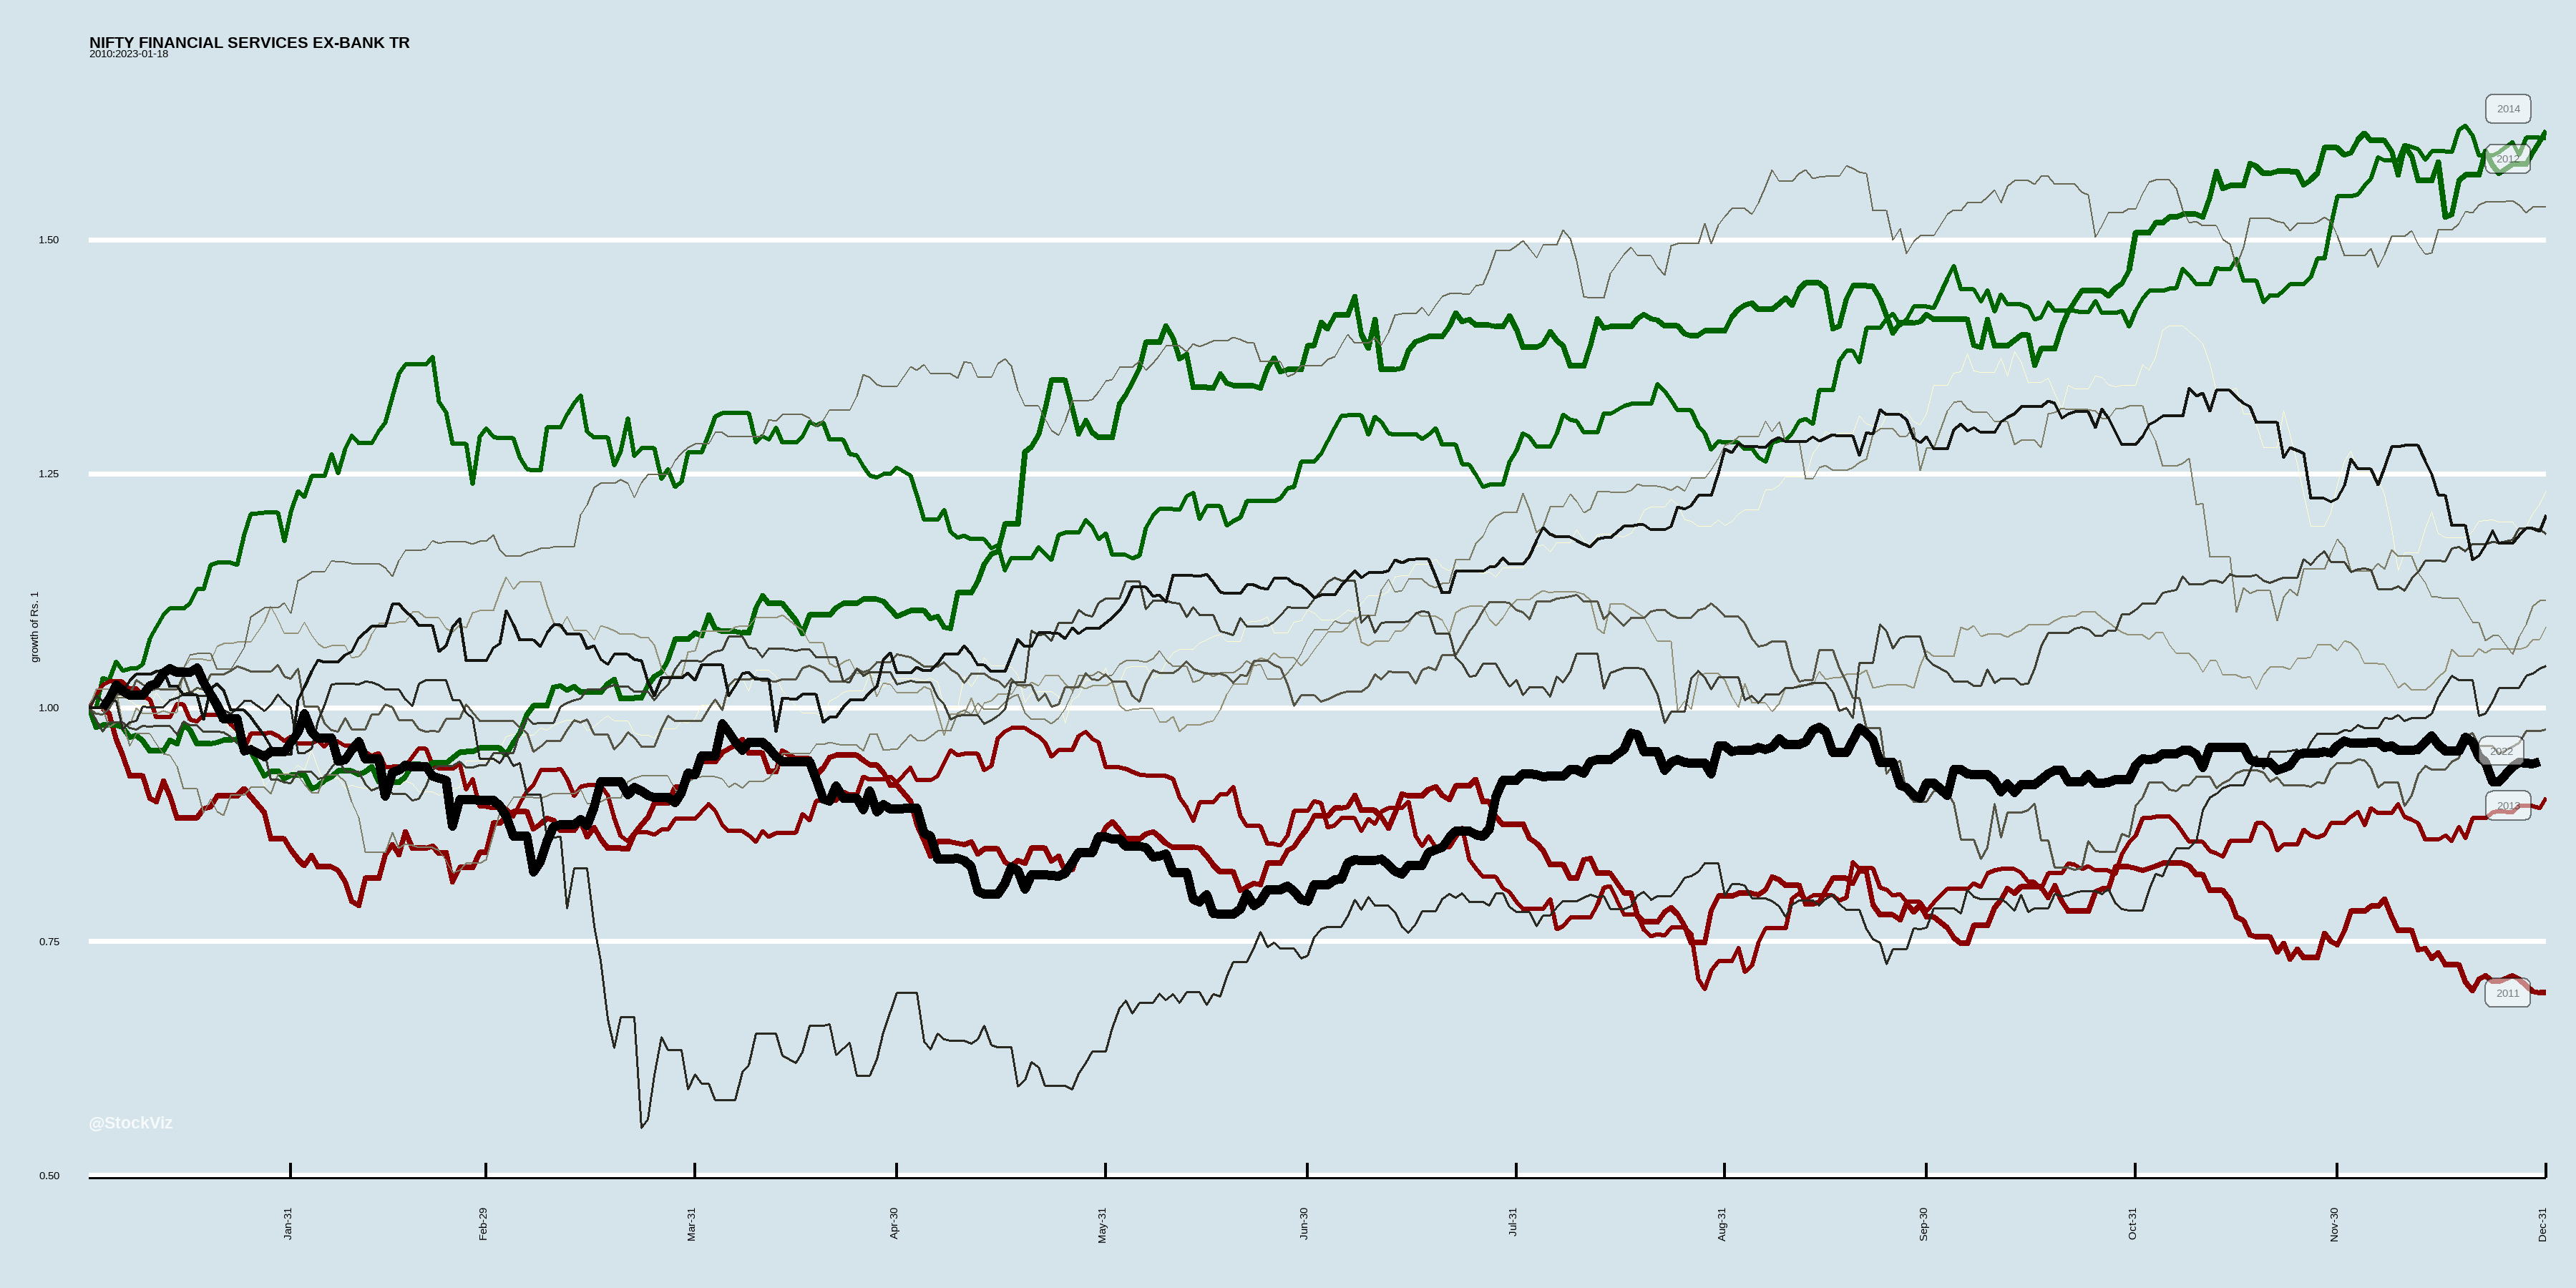 NIFTY FINANCIAL SERVICES EX-BANK TR
2010:2023-01-18
2014
2012
1.50
1.25
growth of Rs. 1
1.00
2022
2013
0.75
2011
@StockViz
0.50
Jan-31
Feb-29
Mar-31
Apr-30
May-31
Jun-30
Jul-31
Aug-31
Sep-30
Oct-31
Nov-30
Dec-31